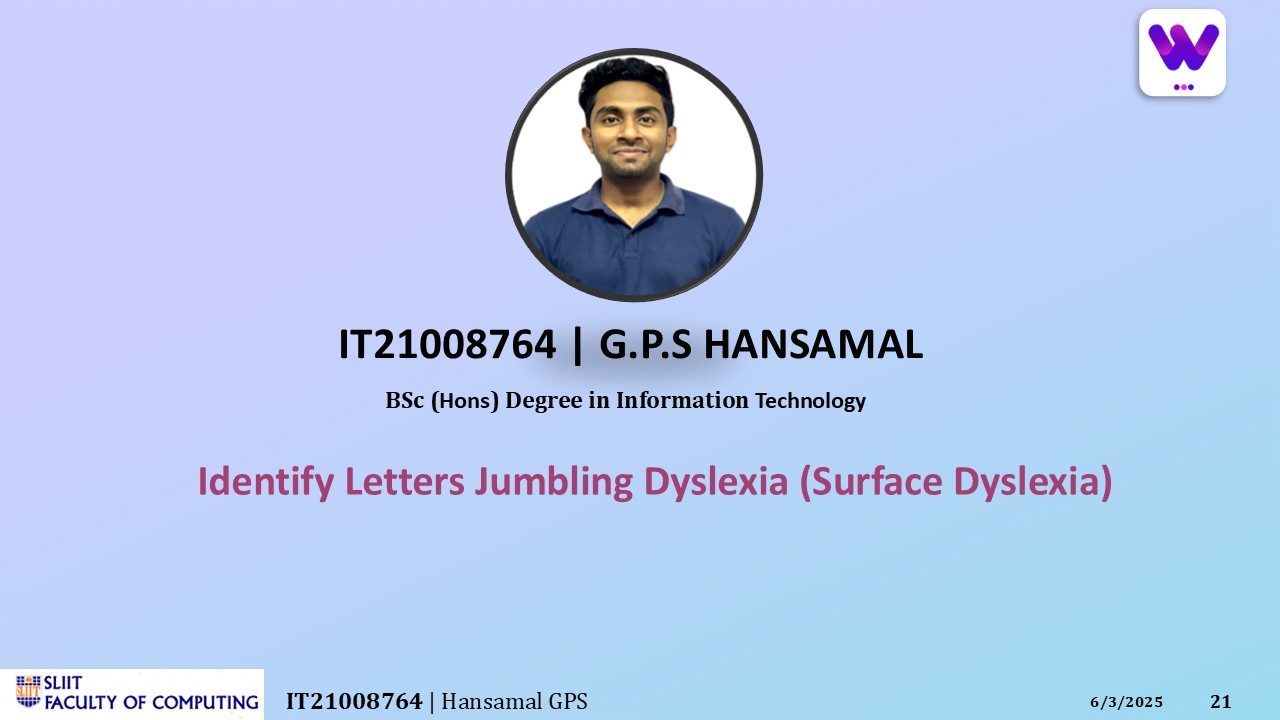 IT21008764 | G.P.S HANSAMAL
BSc (Hons) Degree in Information Technology
Identify Letters Jumbling Dyslexia (Surface Dyslexia)
SLIIT
SLIIT
FACULTY OF COMPUTING
IT21008764 | Hansamal GPS
6/3/2025
21